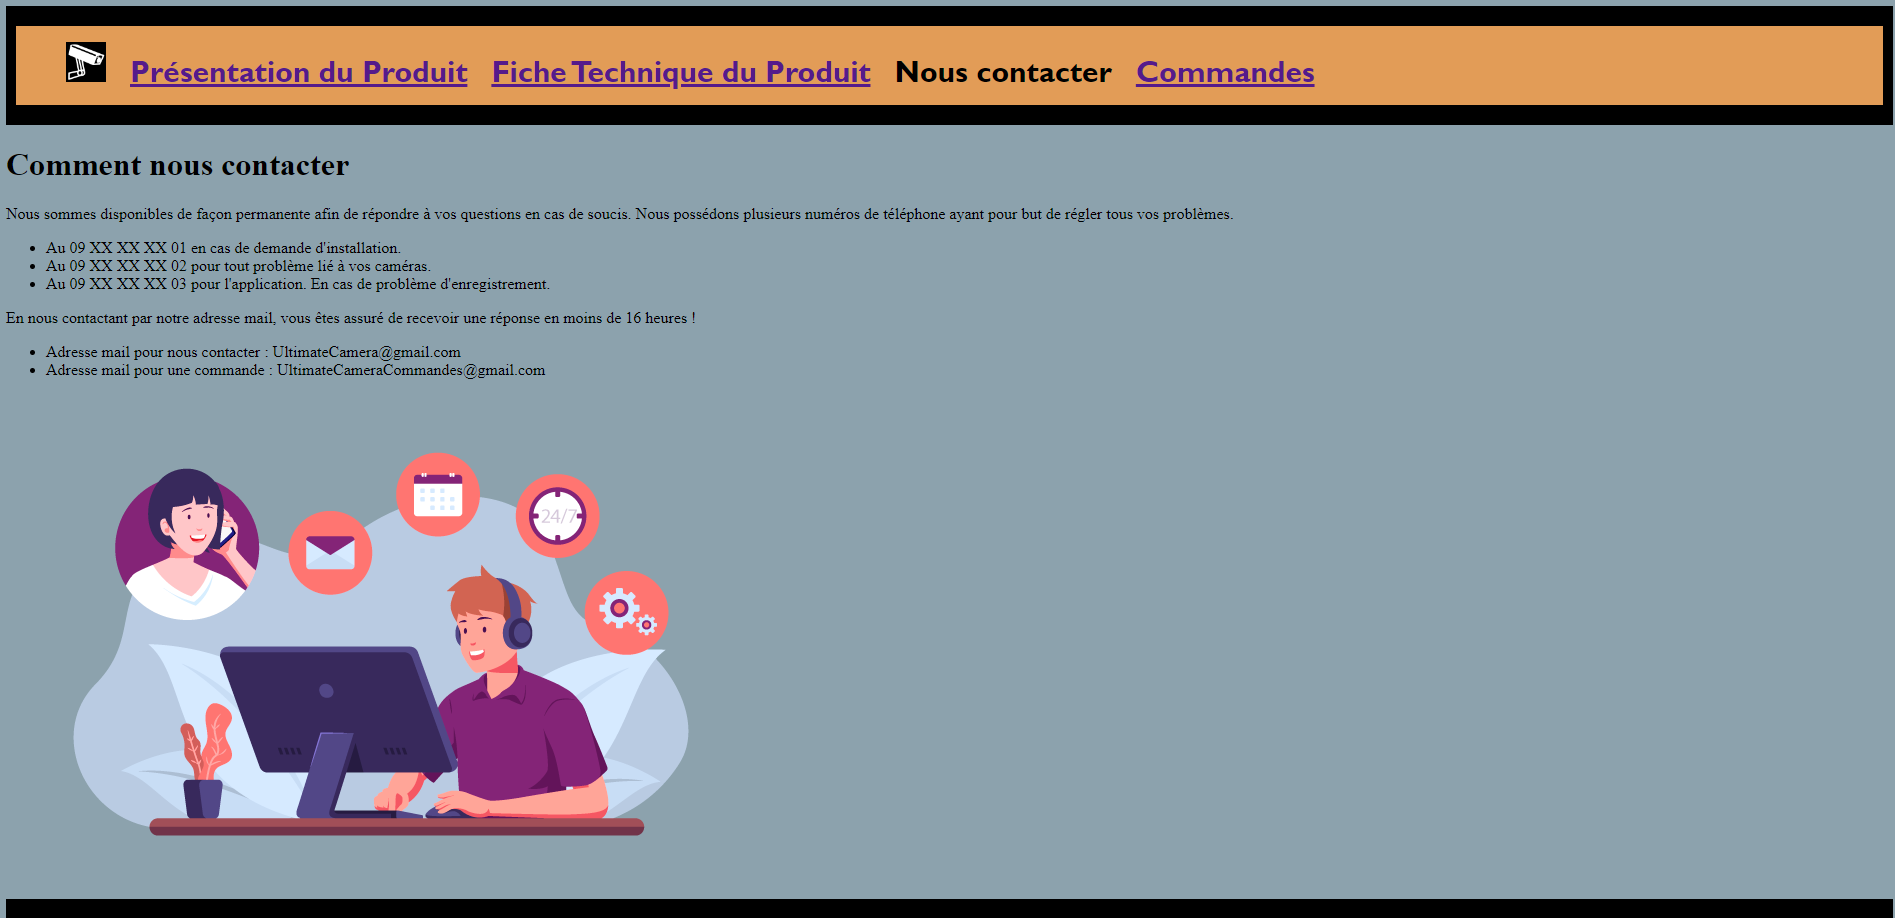 Présentation du Produit Fiche Technique du Produit Nous contacter Commandes
Comment nous contacter
Nous sommes disponibles de façon permanente afin de répondre à vos questions en cas de soucis. Nous possédons plusieurs numéros de téléphone ayant pour but de régler tous vos problèmes.
Au 09 XX XX XX 01 en cas de demande d'installation.
Au 09 XX XX XX 02 pour tout problème lié à vos caméras.
Au 09 XX XX XX 03 pour l'application. En cas de problème d'enregistrement.
En nous contactant par notre adresse mail, vous êtes assuré de recevoir une réponse en moins de 16 heures !
Adresse mail pour nous contacter : UltimateCamera@gmail.com
Adresse mail pour une commande : UltimateCameraCommandes@gmail.com
24/7